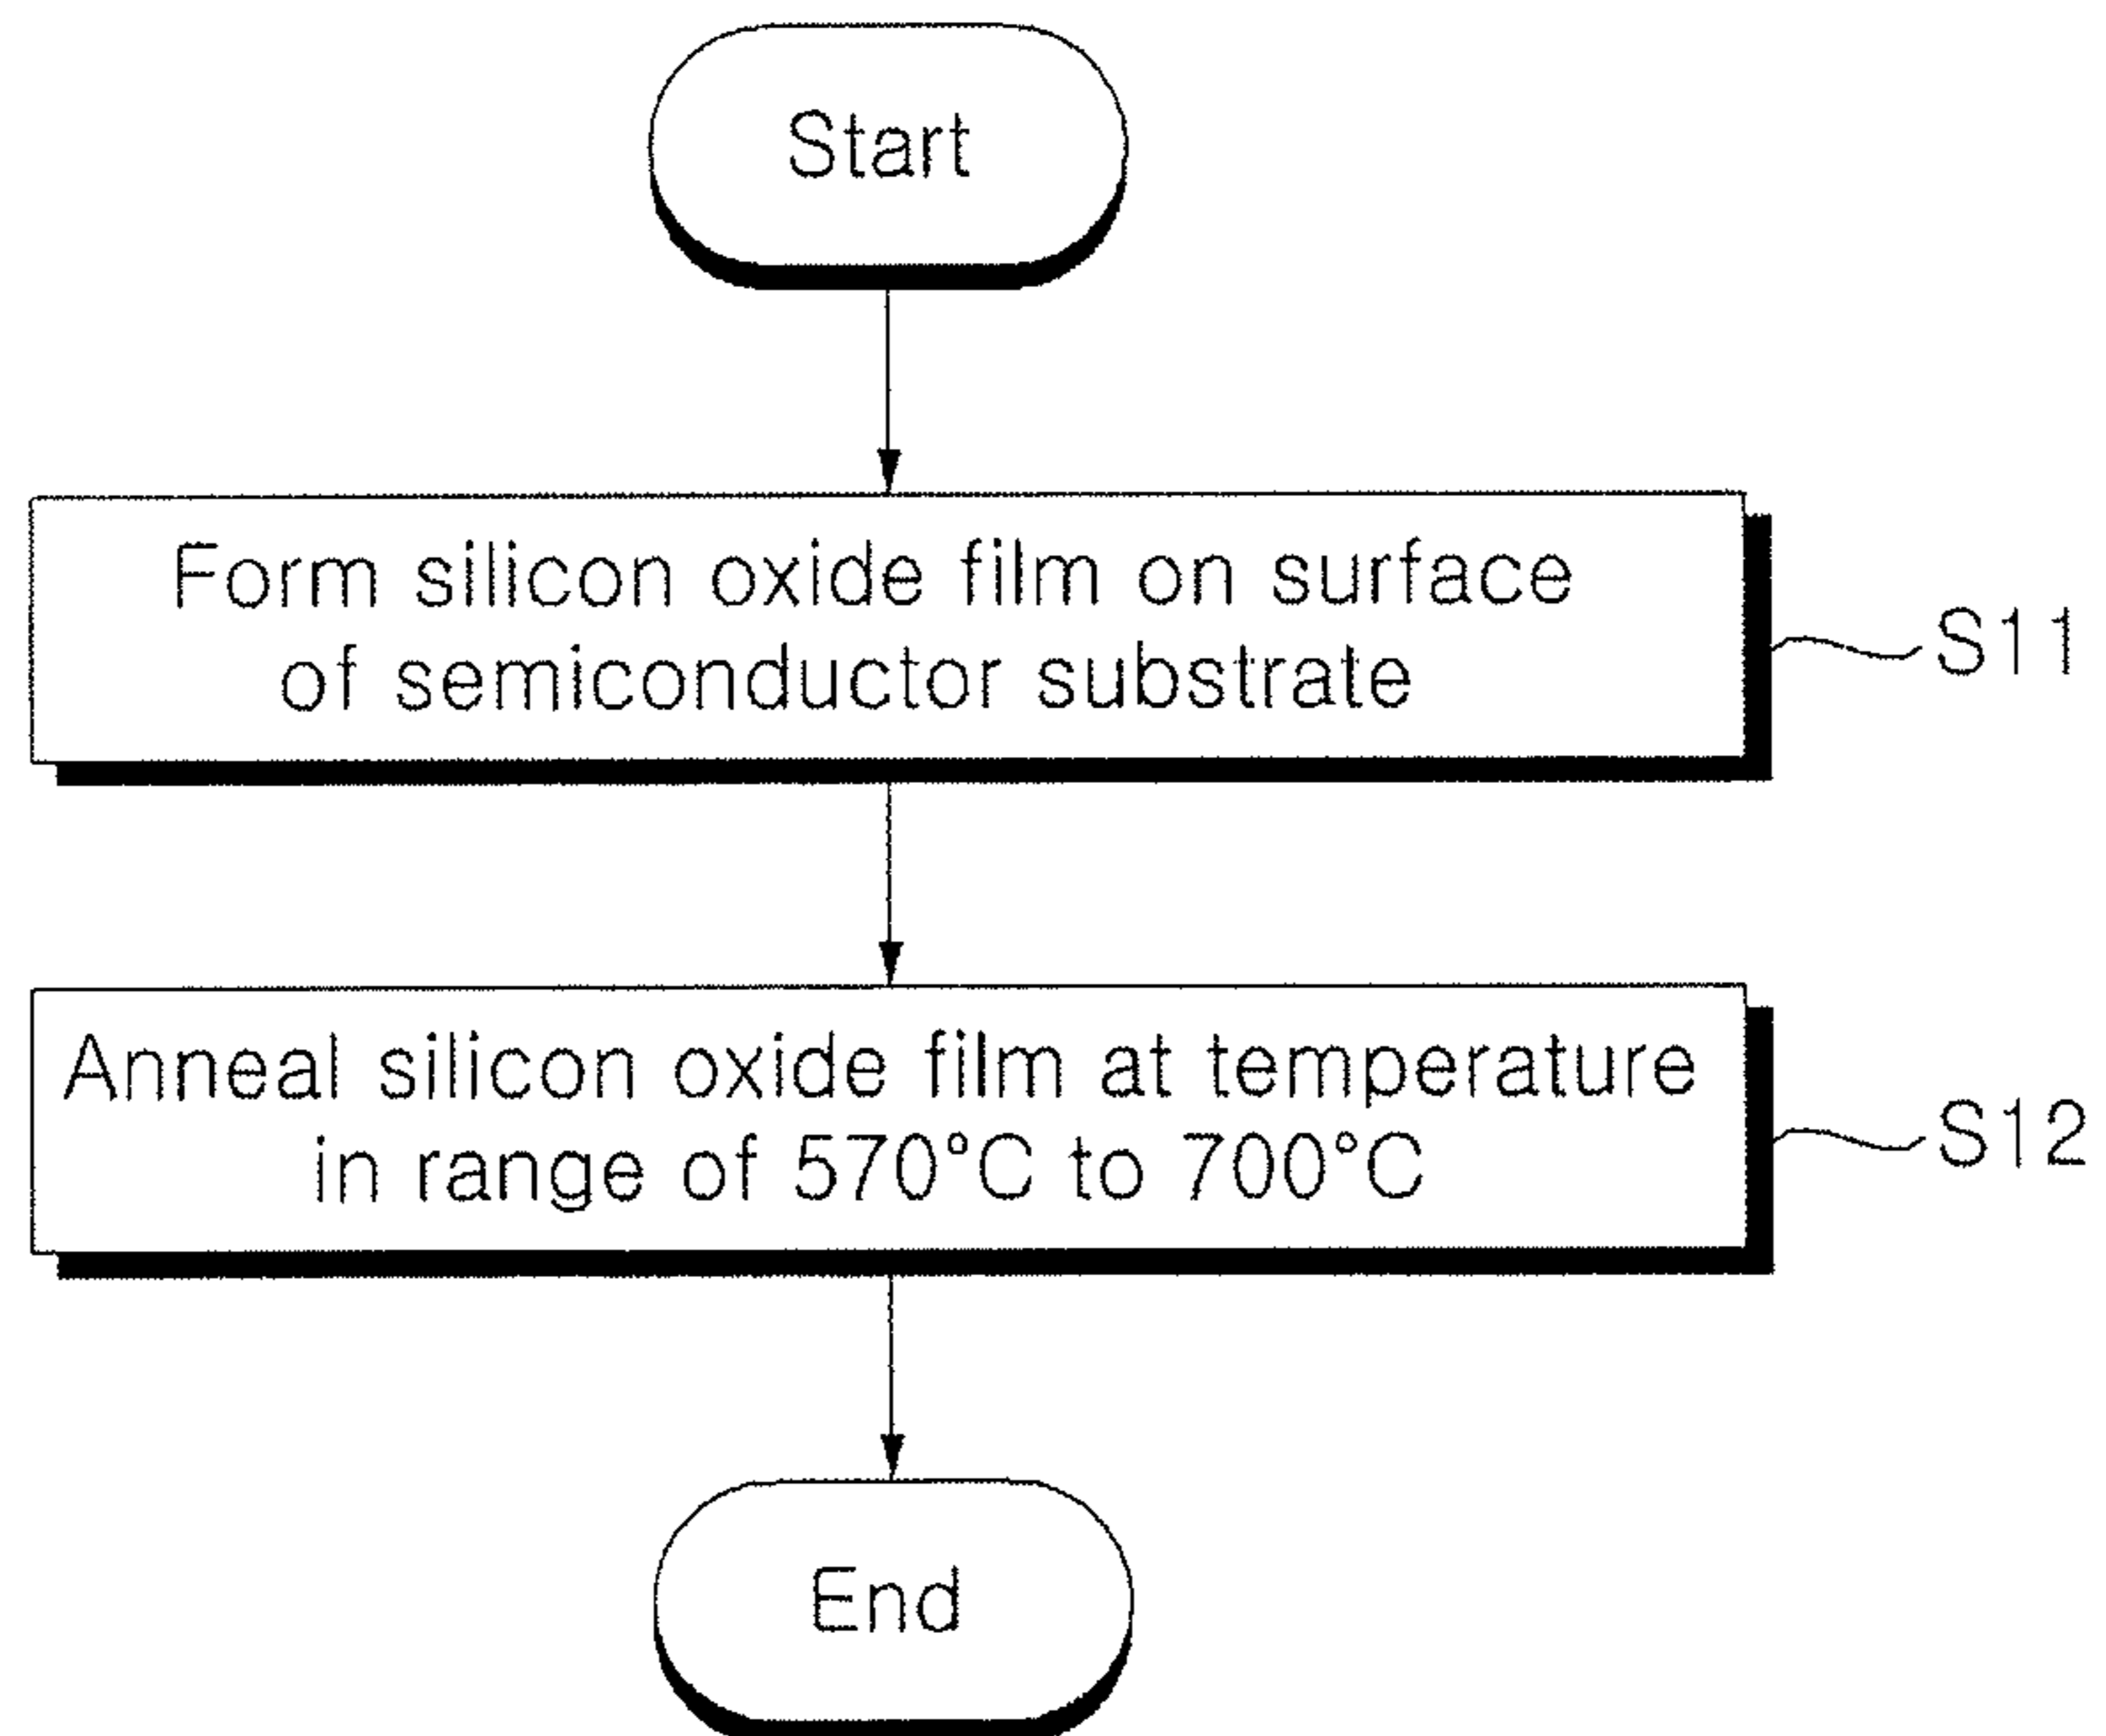 Start
Form silicon oxide film on surface
of semiconductor substrate
S11
Anneal silicon oxide film at temperature
in range of 570°C to 700°C
S12
End